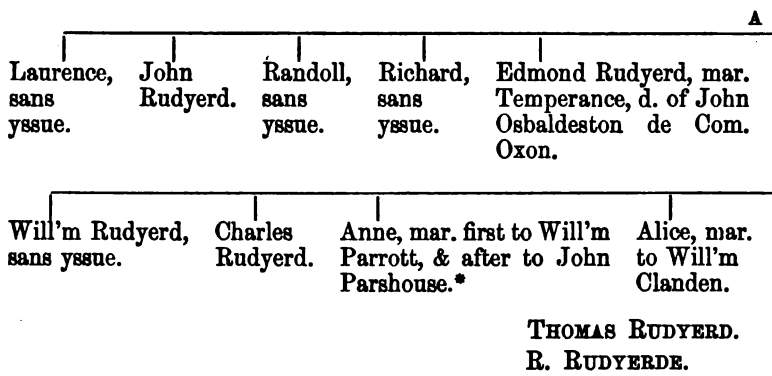 A
Laurence, John Randoll, Richard, Edmond Rudyerd, mar.
sans Rudyerd. sans sans Temperance, d. of John
yssue. yssue. yssue. Osbaldeston de Com.
Oxon.
Will'm Rudyerd, Charles Anne, mar. first to Will'm Alice, mar.
sans yssue. Rudyerd. Parrott, & after to John to Will'm
Parshouse.* Clanden.
THOMAS RUDYERD.
R. RUDYERDE.